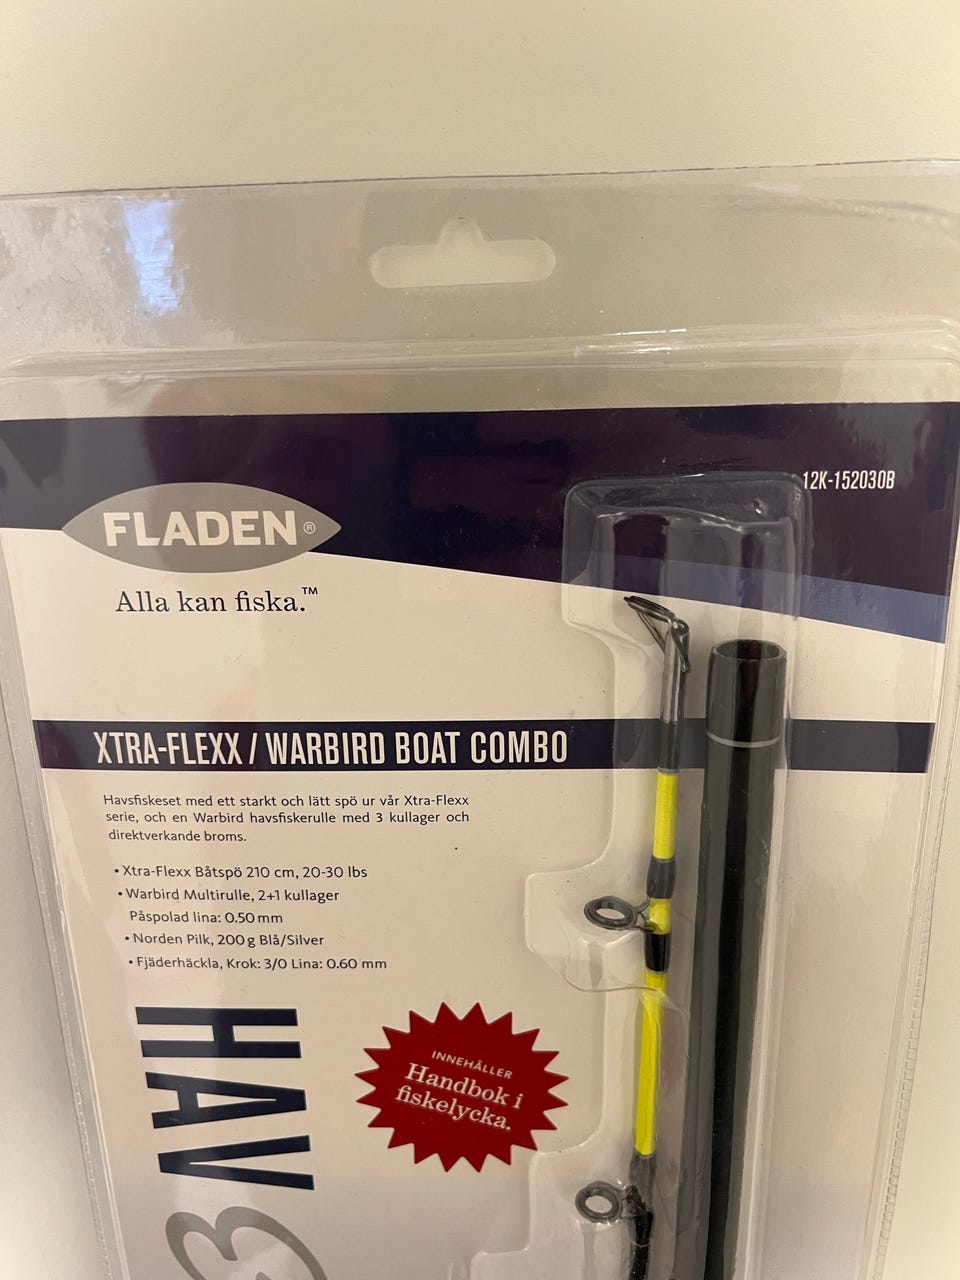 12K-152030B
FLADEN®
Alla kan fiska.™
XTRA-FLEXX / WARBIRD BOAT COMBO
Havsfiskeset med ett starkt och lätt spö ur vår Xtra-Flexx
serie, och en Warbird havsfiskerulle med 3 kullager och
direktverkande broms.
• Xtra-Flexx Båtspö 210 cm, 20-30 lbs
• Warbird Multirulle, 2+1 kullager
Påspolad lina: 0.50 mm
• Norden Pilk, 200 g Blå/Silver
• Fjäderhäckla, Krok: 3/0 Lina: 0.60 mm
HAV
INNEHÅLLER
Handbok i
fiskelycka.